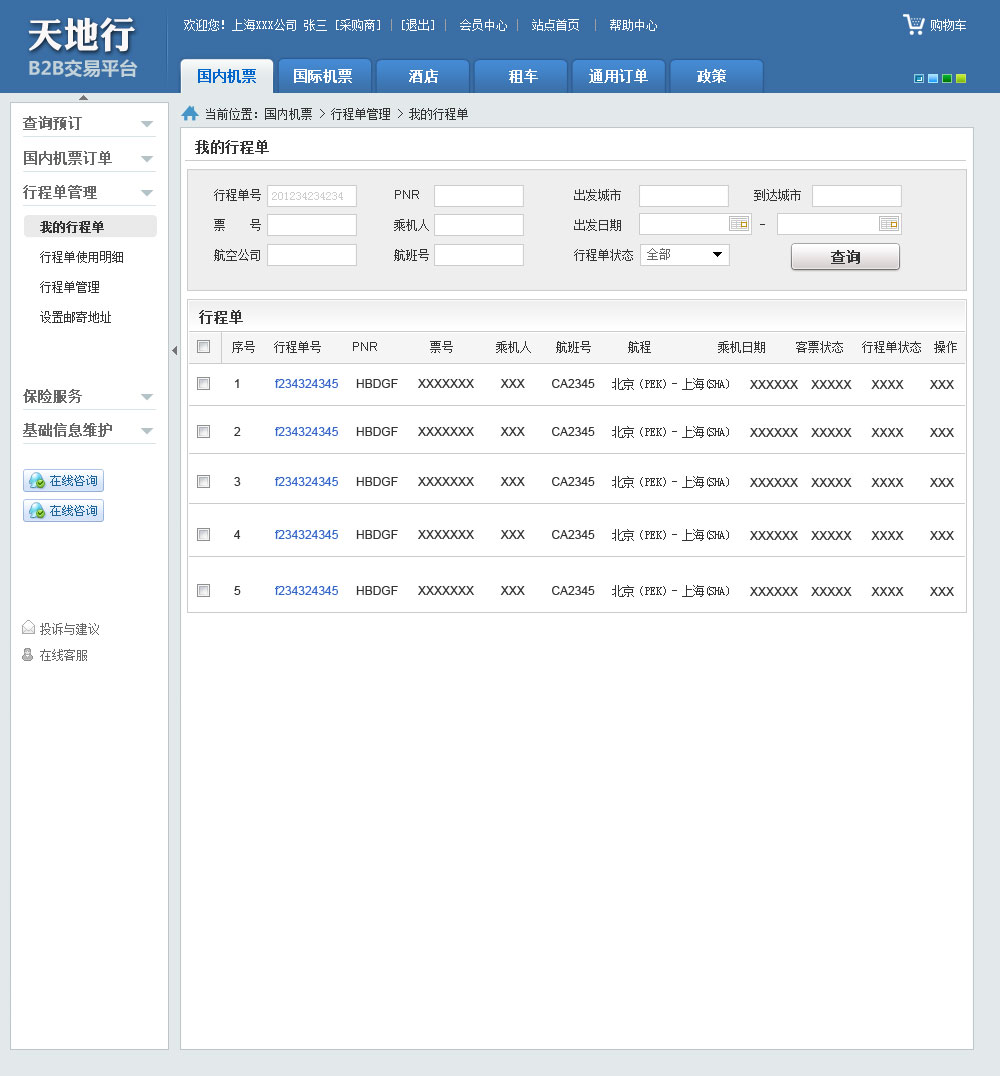 天地行
B2B交易平台
欢迎您! 上海XXX公司 张三 [采购商] | [退出] | 会员中心 | 站点首页 | 帮助中心
购物车
国内机票 国际机票 酒店 租车 通用订单 政策
当前位置: 国内机票 > 行程单管理 > 我的行程单
查询预订
国内机票订单
行程单管理
我的行程单
行程单使用明细
行程单管理
设置邮寄地址
保险服务
基础信息维护
在线咨询
在线咨询
投诉与建议
在线客服
我的行程单
行程单号 201234234234 PNR 出发城市 到达城市
票 号 乘机人 出发日期 -
航空公司 航班号 行程单状态 全部 查询
行程单
序号 行程单号 PNR 票号 乘机人 航班号 航程 乘机日期 客票状态 行程单状态 操作
1 f234324345 HBDGF XXXXXXX XXX CA2345 北京 (PEK) - 上海(SHA) XXXXXX XXXXX XXXX XXX
2 f234324345 HBDGF XXXXXXX XXX CA2345 北京 (PEK) - 上海(SHA) XXXXXX XXXXX XXXX XXX
3 f234324345 HBDGF XXXXXXX XXX CA2345 北京 (PEK) - 上海(SHA) XXXXXX XXXXX XXXX XXX
4 f234324345 HBDGF XXXXXXX XXX CA2345 北京 (PEK) - 上海(SHA) XXXXXX XXXXX XXXX XXX
5 f234324345 HBDGF XXXXXXX XXX CA2345 北京 (PEK) - 上海(SHA) XXXXXX XXXXX XXXX XXX